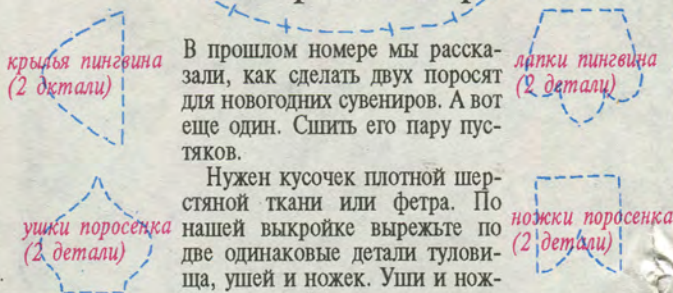 крылья пингвина
(2 дктали)
ушки поросенка
(2 детали)
В прошлом номере мы расска-
зали, как сделать двух поросят
для новогодних сувениров. А вот
еще один. Сшить его пару пус-
тяков.
Нужен кусочек плотной шер-
стяной ткани или фетра. По
нашей выкройке вырежьте по
две одинаковые детали тулови-
ща, ушей и ножек. Уши и нож-
лапки пингвина
(2 детали)
ножки поросенка
(2 детали)